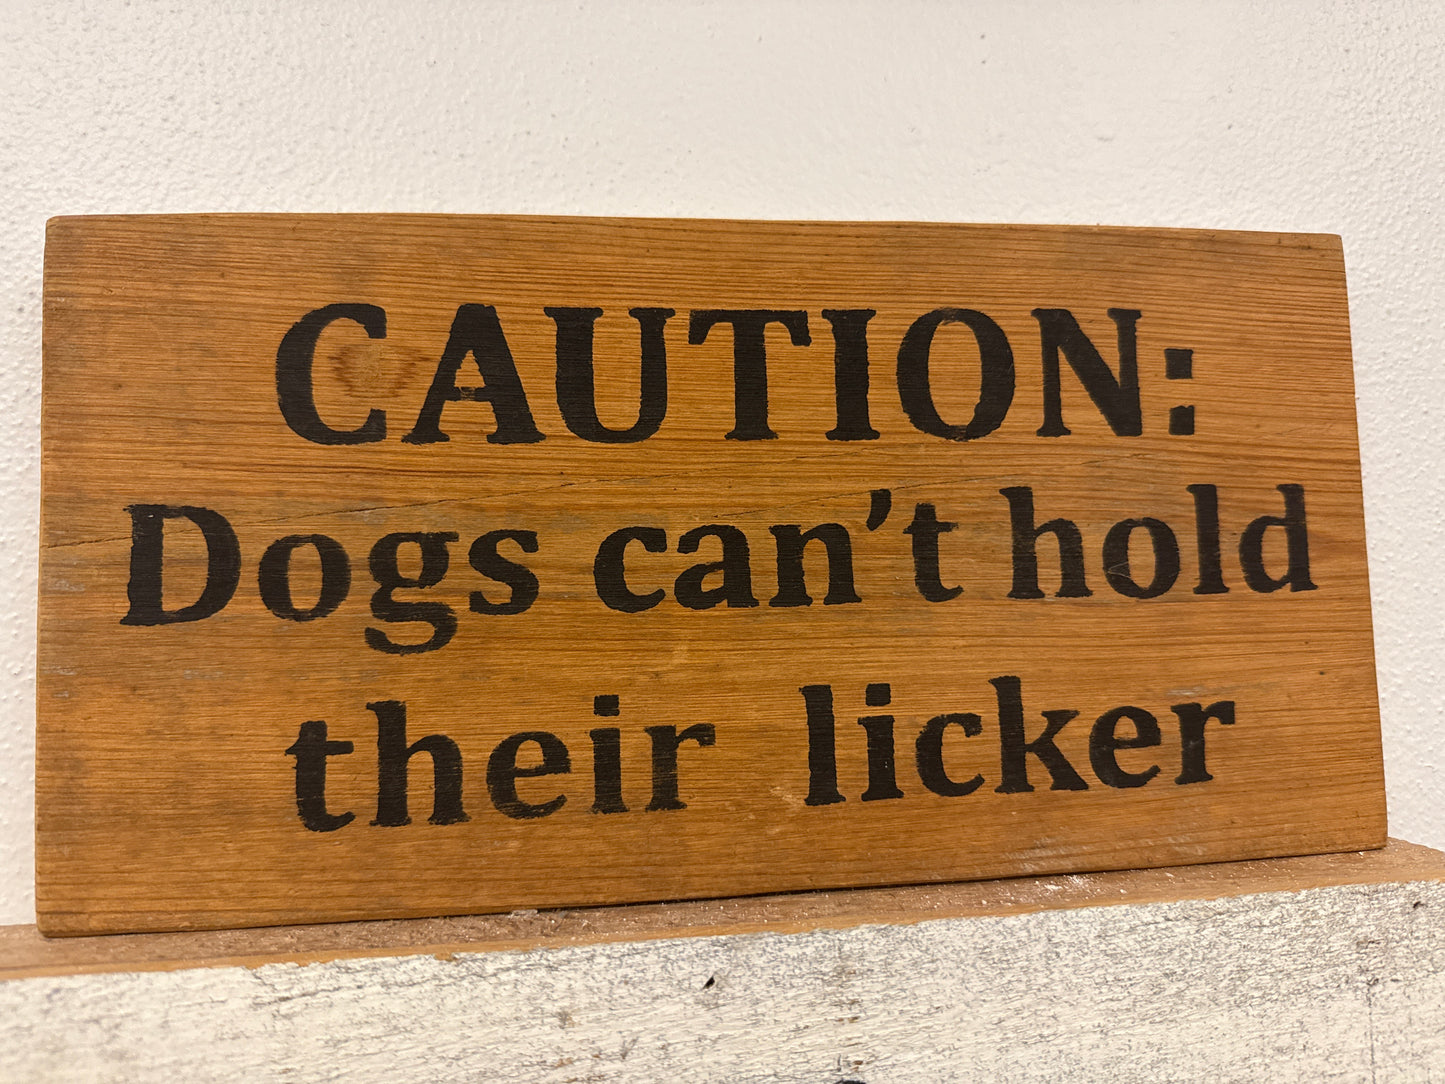 CAUTION:
Dogs can't hold
their licker